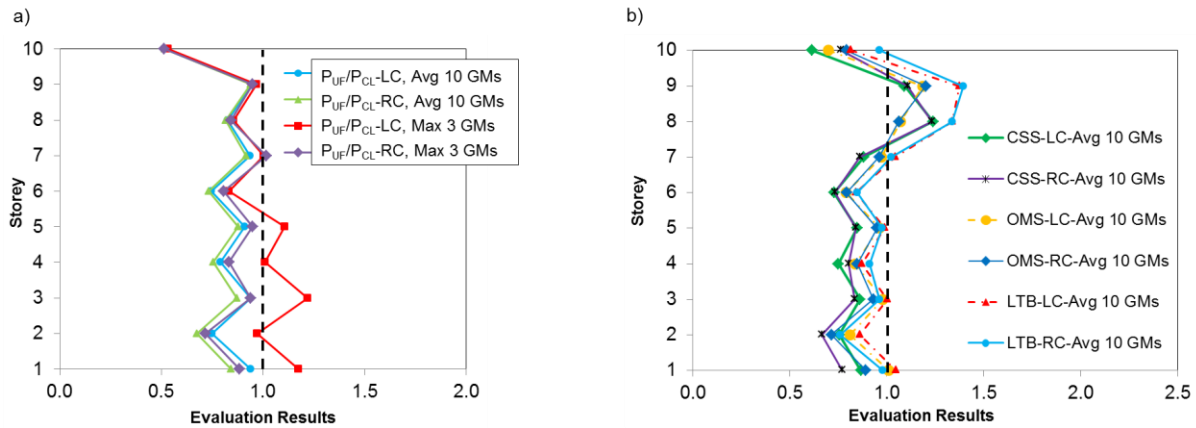 a)
10
9
8
7
6
5
4
3
2
1
Storey
0.0 0.5 1.0 1.5 2.0
Evaluation Results
PUF/PCL-LC, Avg 10 GMs
PUF/PCL-RC, Avg 10 GMs
PUF/PCL-LC, Max 3 GMs
PUF/PCL-RC, Max 3 GMs
b)
10
9
8
7
6
5
4
3
2
1
Storey
0.0 0.5 1.0 1.5 2.0 2.5
Evaluation Results
CSS-LC-Avg 10 GMs
CSS-RC-Avg 10 GMs
OMS-LC-Avg 10 GMs
OMS-RC-Avg 10 GMs
LTB-LC-Avg 10 GMs
LTB-RC-Avg 10 GMs